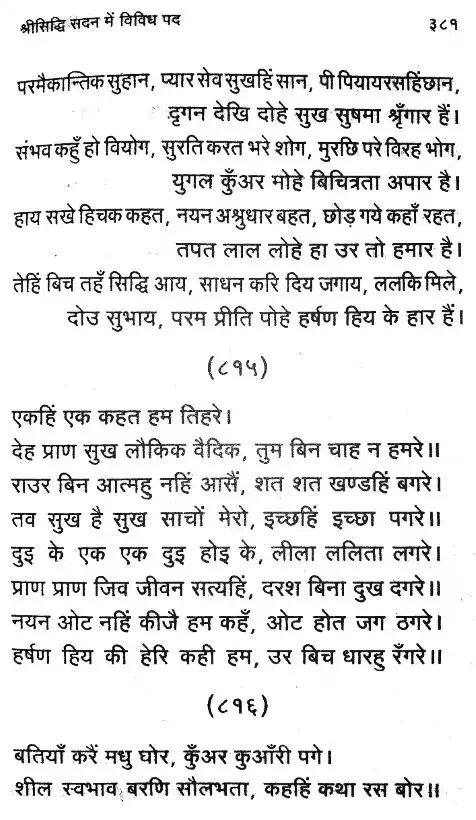 श्रीसिद्धि सदन में विविध पद ३८१
परमैकान्तिक सुहान, प्यार सेव सुखहिं सान, पी पियायरसहिंछान,
दृगन देखि दोहे सुख सुषमा श्रृँगार हैं।
संभव कहुँ हो वियोग, सुरति करत भरे शोग, मुरछि परे विरह भोग,
युगल कुँअर मोहे बिचित्रता अपार है।
हाय सखे हिचक कहत, नयन अश्रुधार बहत, छोड़ गये कहाँ रहत,
तपत लाल लोहे हा उर तो हमार है।
तेहिं बिच तहँ सिद्धि आय, साधन करि दिय जगाय, ललकि मिले,
दोउ सुभाय, परम प्रीति पोहे हर्षण हिय के हार हैं।
(८१५)
एकहिं एक कहत हम तिहरे।
देह प्राण सुख लौकिक वैदिक, तुम बिन चाह न हमरे॥
राउर बिन आत्महु नहिं आसैं, शत शत खण्डहिं बगरे।
तव सुख है सुख साचों मेरो, इच्छहिं इच्छा पगरे॥
दुइ के एक एक दुइ होइ के, लीला ललिता लगरे।
प्राण प्राण जिव जीवन सत्यहिं, दरश बिना दुख दगरे॥
नयन ओट नहिं कीजै हम कहँ, ओट होत जग ठगरे।
हर्षण हिय की हेरि कही हम, उर बिच धारहु रँगरे॥
(८१६)
बतियाँ करैं मधु घोर, कुँअर कुआँरी पगे।
शील स्वभाव बरणि सौलभता, कहहिं कथा रस बोर॥